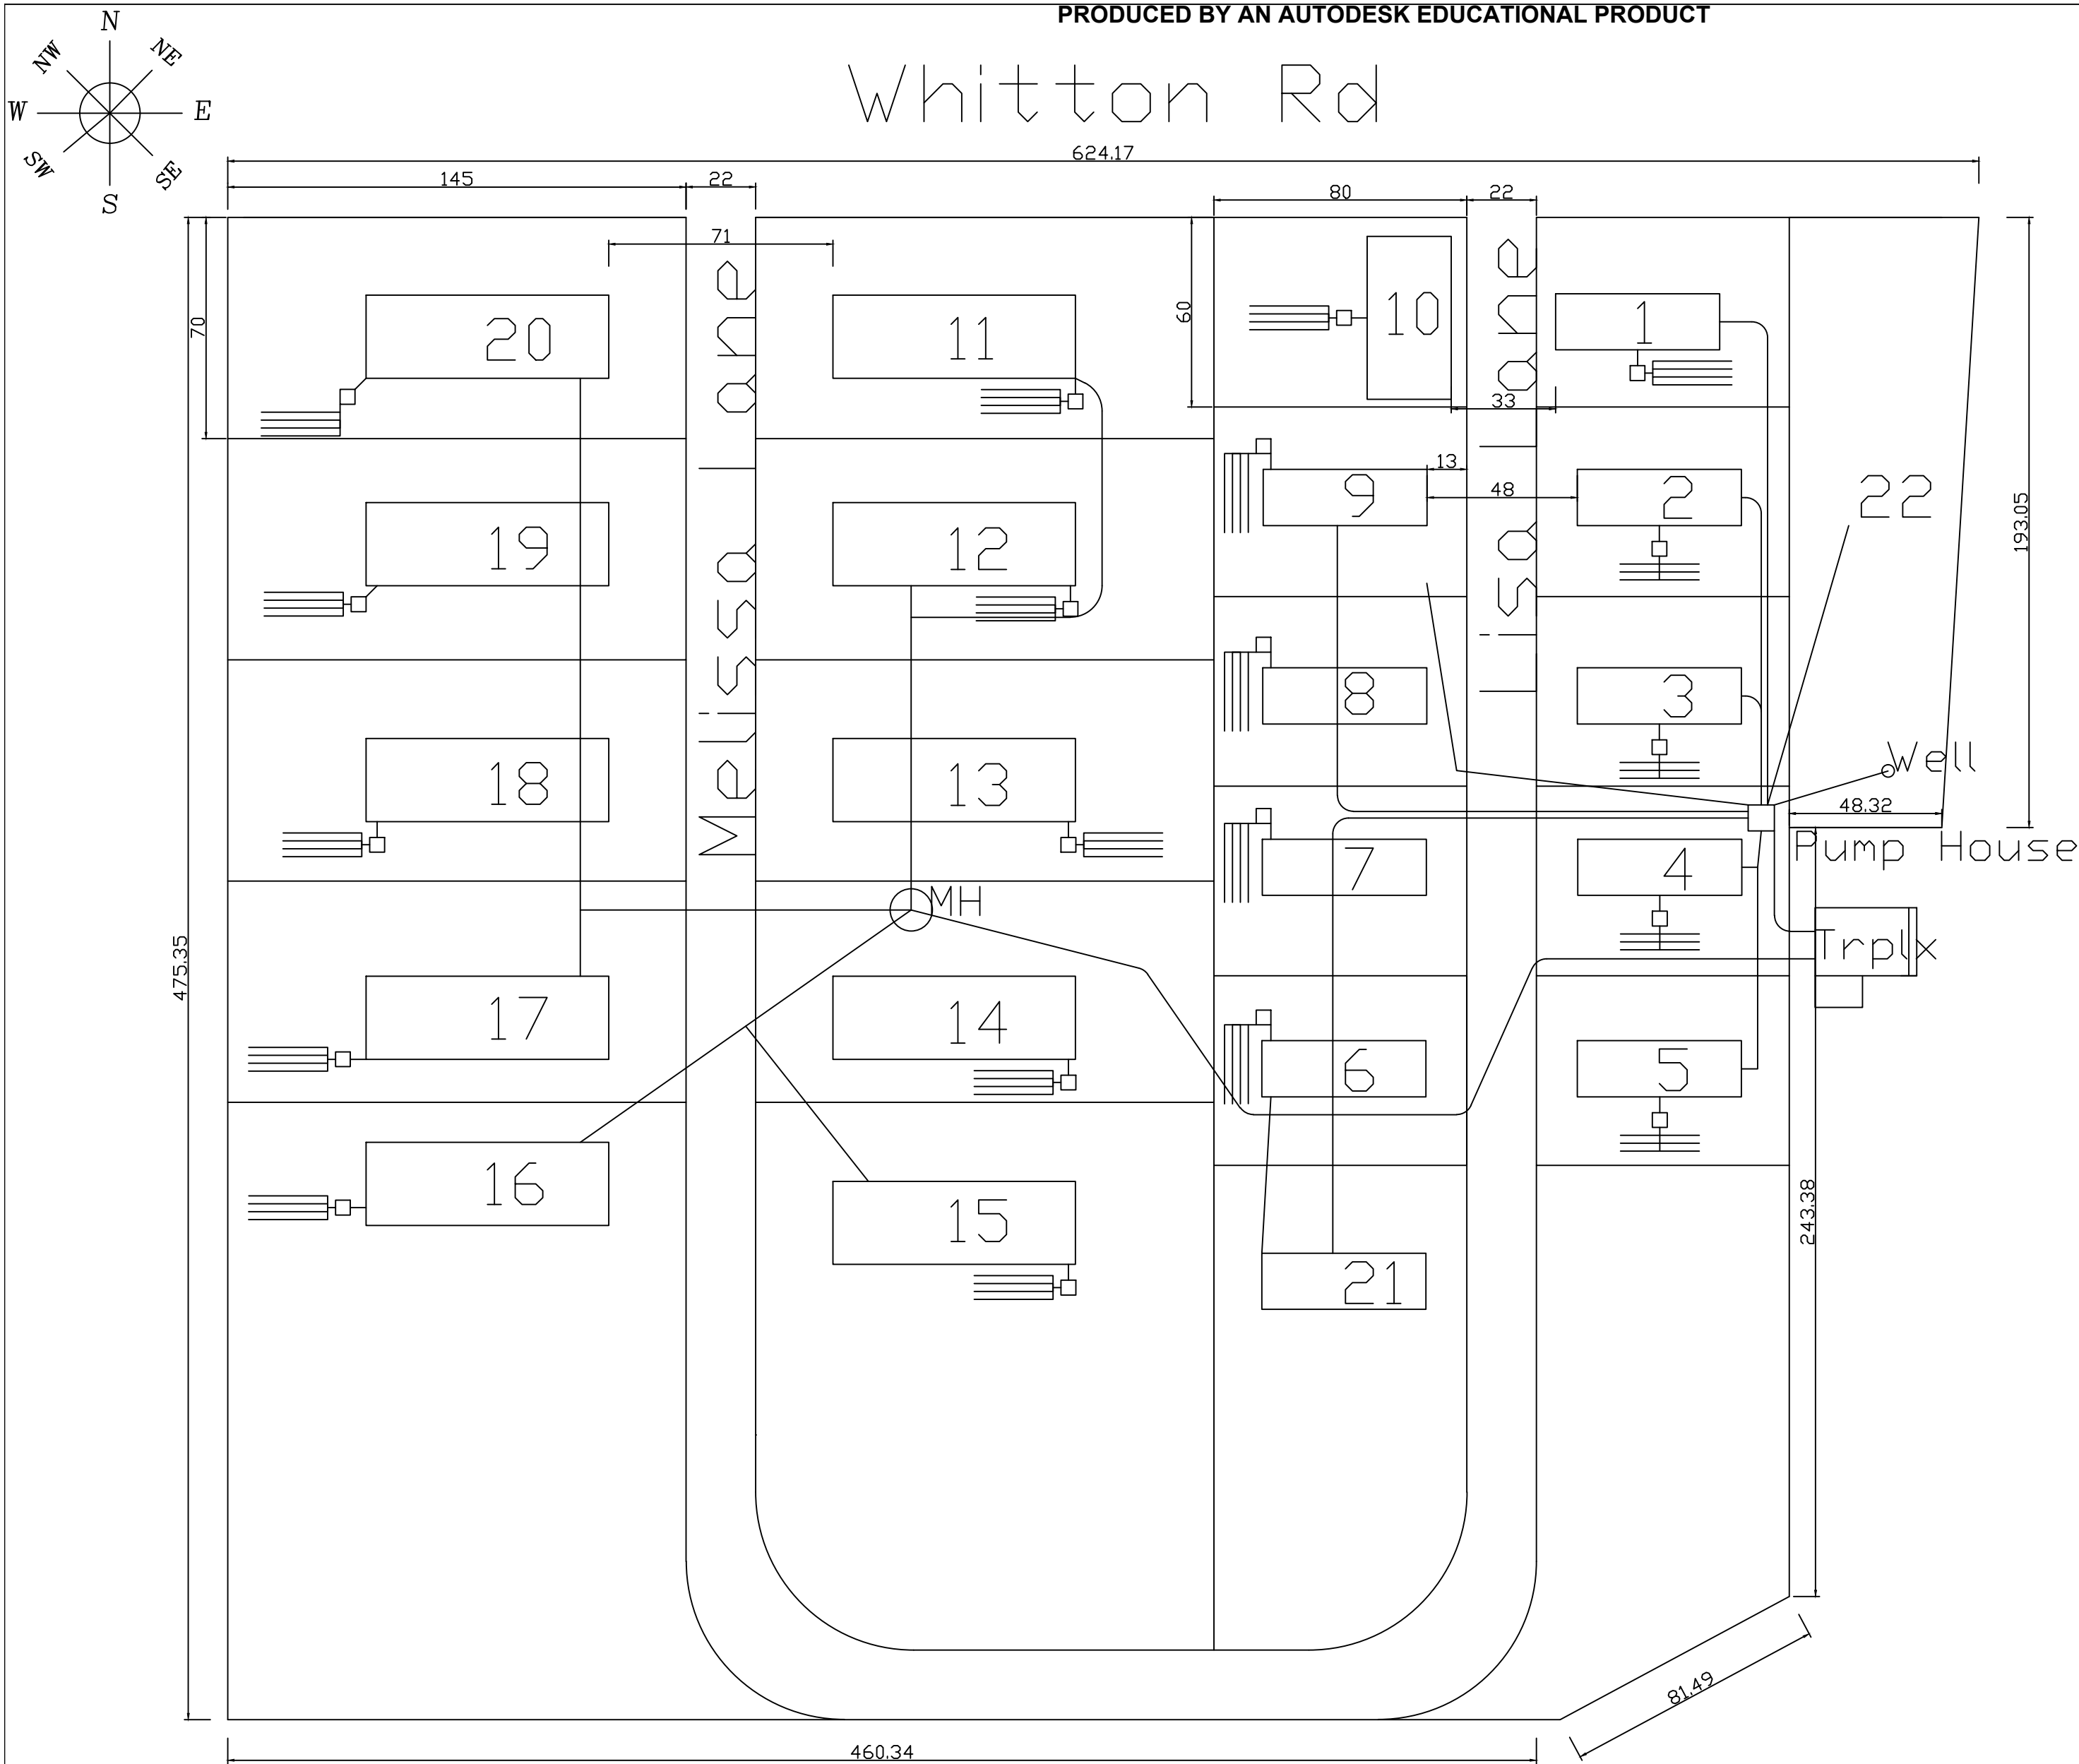 PRODUCED BY AN AUTODESK EDUCATIONAL PRODUCT
N
NW
NE
W
E
SW
SE
S
Whitton Rd
624.17
145
22
80
22
71
70
60
20
11
10
1
33
Melissa Lane
Lisa Lane
13
48
19
12
9
2
22
193.05
8
3
18
13
Well
48.32
7
4
Pump House
MH
475.35
Trplx
17
14
6
5
16
15
243.38
21
81.49
460.34